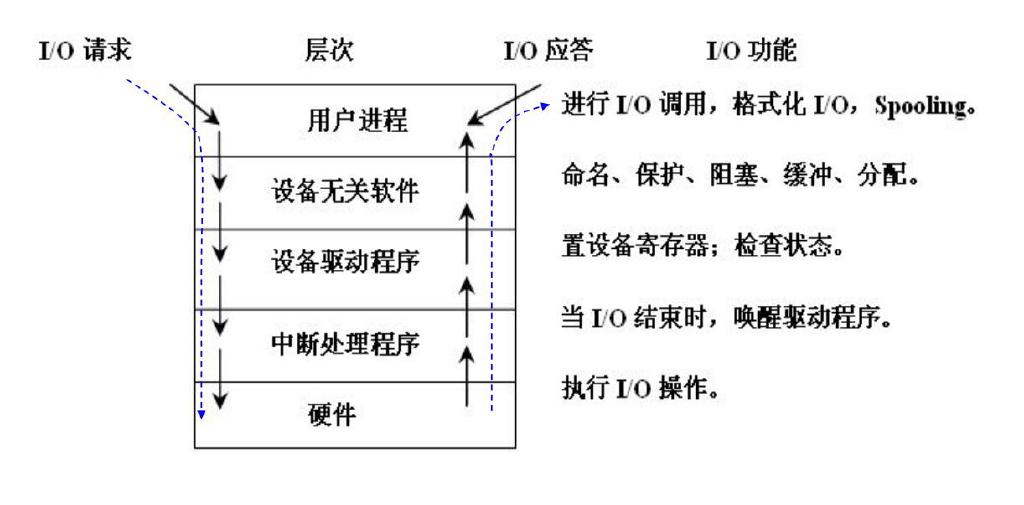 I/O 请求 层次 I/O 应答 I/O 功能
用户进程 进行 I/O 调用，格式化 I/O，Spooling。
设备无关软件 命名、保护、阻塞、缓冲、分配。
设备驱动程序 置设备寄存器；检查状态。
中断处理程序 当 I/O 结束时，唤醒驱动程序。
硬件 执行 I/O 操作。